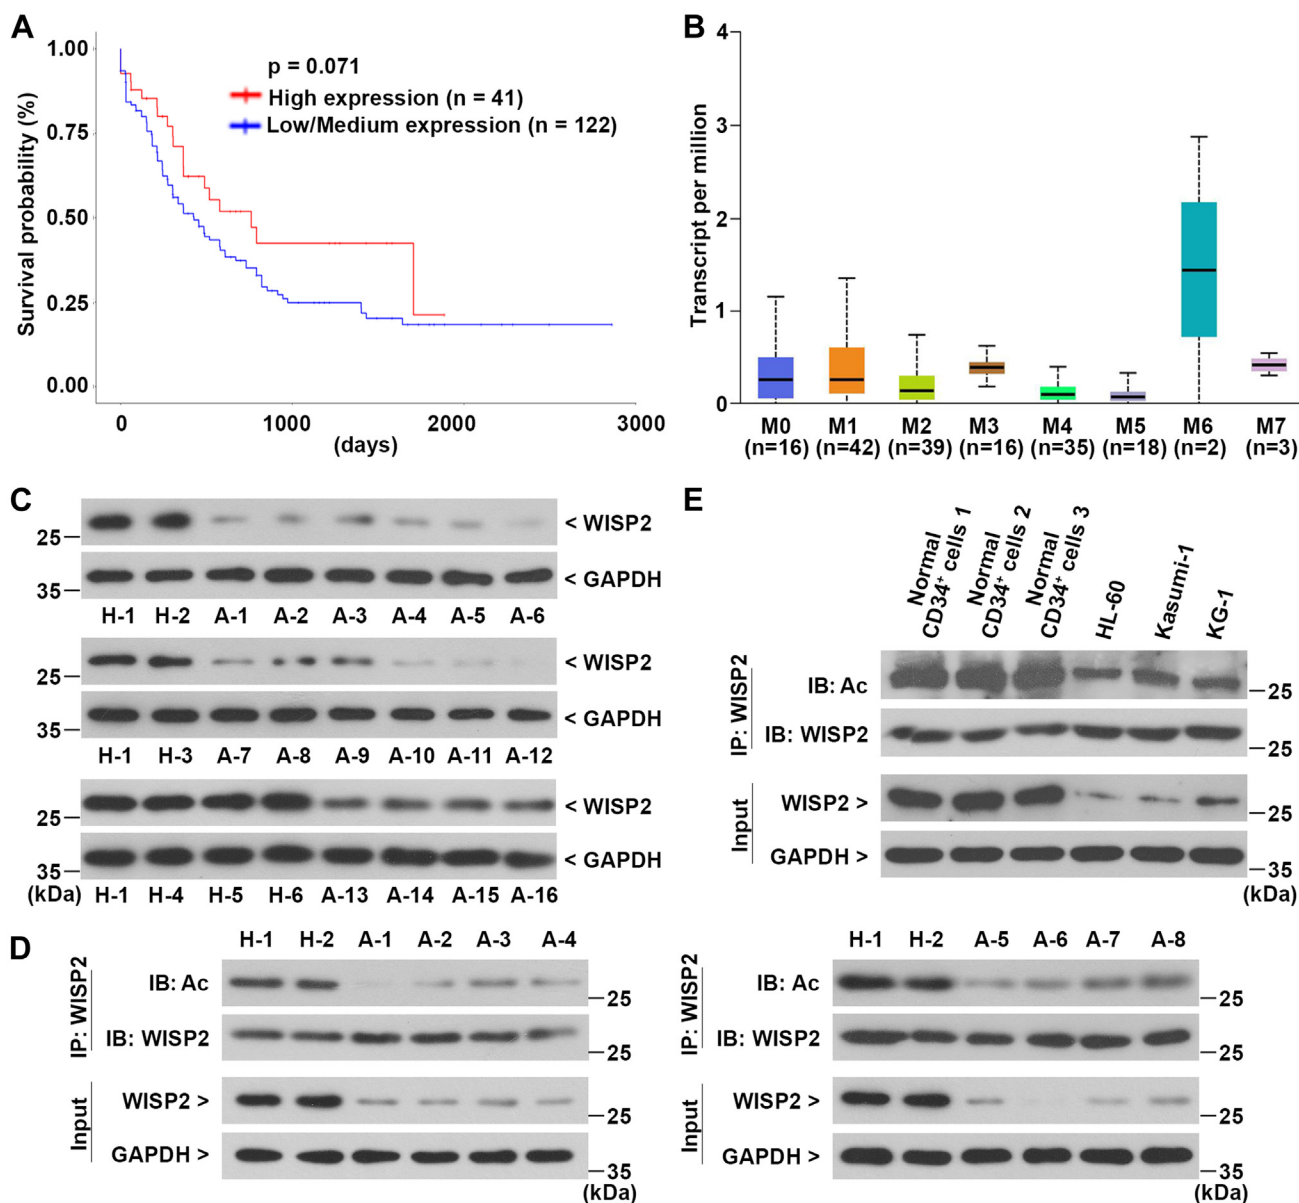 A
1.00
0.75
0.50
0.25
0.00
Survival probability (%)
p = 0.071
High expression (n = 41)
Low/Medium expression (n = 122)
0 1000 2000 3000
(days)
B
4
3
2
1
0
Transcript per million
M0 M1 M2 M3 M4 M5 M6 M7
(n=16) (n=42) (n=39) (n=16) (n=35) (n=18) (n=2) (n=3)
C
25 < WISP2
35 < GAPDH
H-1 H-2 A-1 A-2 A-3 A-4 A-5 A-6
25 < WISP2
35 < GAPDH
H-1 H-3 A-7 A-8 A-9 A-10 A-11 A-12
25 < WISP2
35 < GAPDH
(kDa) H-1 H-4 H-5 H-6 A-13 A-14 A-15 A-16
E
Normal CD34⁺ cells 1
Normal CD34⁺ cells 2
Normal CD34⁺ cells 3
HL-60
Kasumi-1
KG-1
IP: WISP2
IB: Ac 25
IB: WISP2 25
Input
WISP2 > 25
GAPDH > 35
(kDa)
D
H-1 H-2 A-1 A-2 A-3 A-4
IP: WISP2
IB: Ac 25
IB: WISP2 25
Input
WISP2 > 25
GAPDH > 35
(kDa)
H-1 H-2 A-5 A-6 A-7 A-8
IP: WISP2
IB: Ac 25
IB: WISP2 25
Input
WISP2 > 25
GAPDH > 35
(kDa)